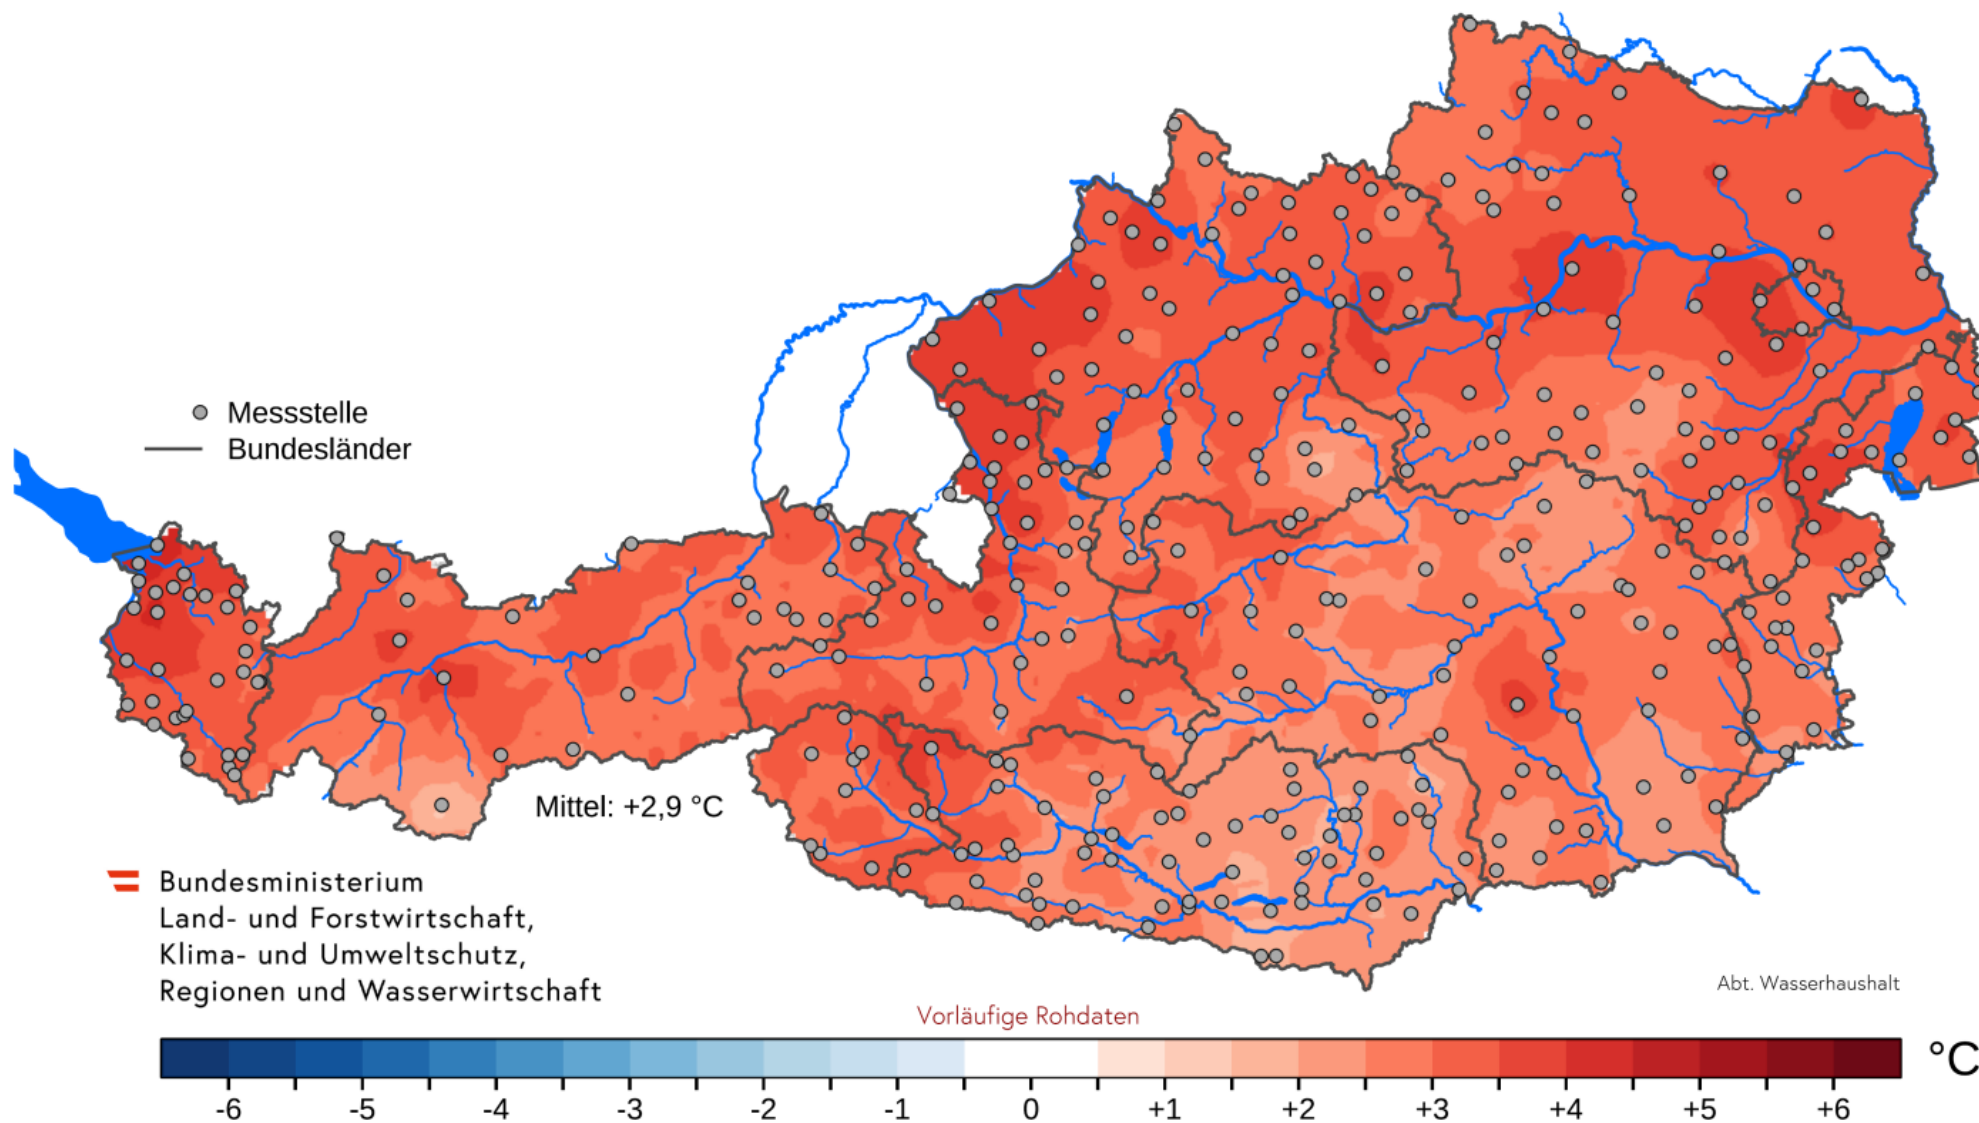 Messstelle
Bundesländer
Mittel: +2,9 °C
Bundesministerium
Land- und Forstwirtschaft,
Klima- und Umweltschutz,
Regionen und Wasserwirtschaft
Abt. Wasserhaushalt
Vorläufige Rohdaten
°C
-6 -5 -4 -3 -2 -1 0 +1 +2 +3 +4 +5 +6